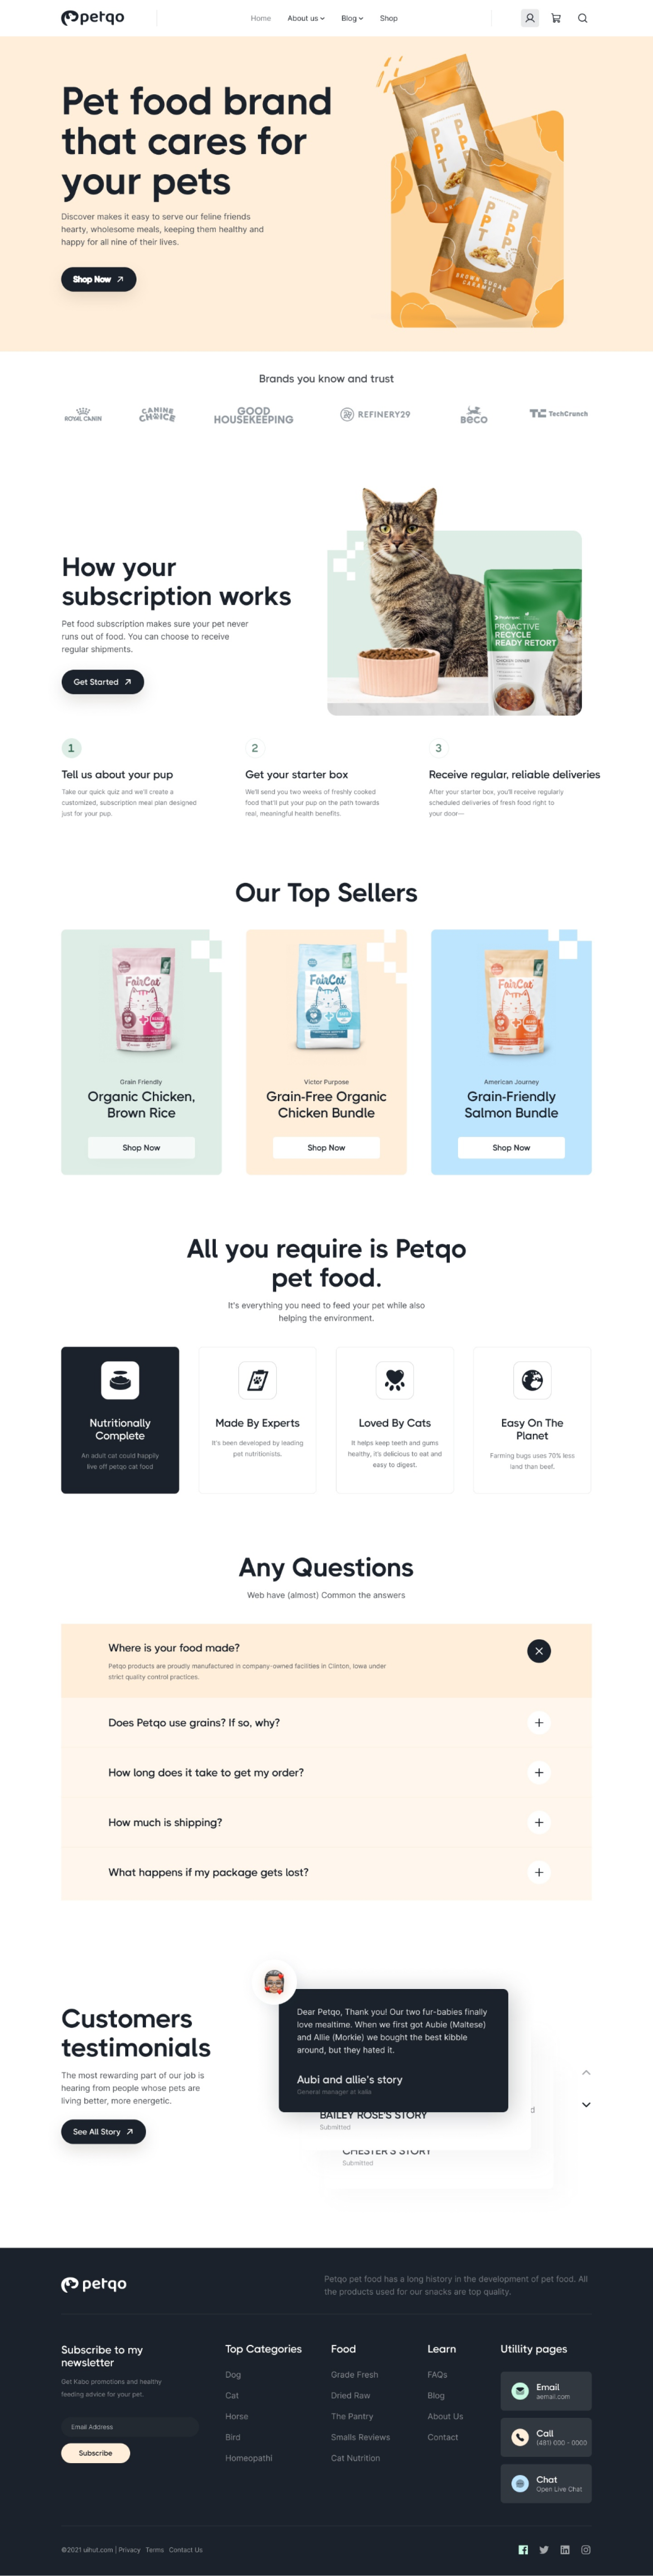 petqo
Home
About us
Blog
Shop
Pet food brand
that cares for
your pets
Discover makes it easy to serve our feline friends
hearty, wholesome meals, keeping them healthy and
happy for all nine of their lives.
Shop Now
PPT
PPPP
PPT
PPPP
BROWN SUGAR
CARAMEL
Brands you know and trust
ROYAL CANIN
CANINE
CHOICE
GOOD
HOUSEKEEPING
REFINERY29
BECO
TC TechCrunch
How your
subscription works
Pet food subscription makes sure your pet never
runs out of food. You can choose to receive
regular shipments.
Get Started
PROACTIVE
RECYCLE
READY RETORT
CHICKEN DINNER
1
Tell us about your pup
Take our quick quiz and we'll create a
customized, subscription meal plan designed
just for your pup.
2
Get your starter box
We'll send you two weeks of freshly cooked
food that'll put your pup on the path towards
real, meaningful health benefits.
3
Receive regular, reliable deliveries
After your starter box, you'll receive regularly
scheduled deliveries of fresh food right to
your door—
Our Top Sellers
FairCat
Grain Friendly
Organic Chicken,
Brown Rice
Shop Now
FairCat
Victor Purpose
Grain-Free Organic
Chicken Bundle
Shop Now
FairCat
American Journey
Grain-Friendly
Salmon Bundle
Shop Now
All you require is Petqo
pet food.
It's everything you need to feed your pet while also
helping the environment.
Nutritionally
Complete
An adult cat could happily
live off petqo cat food
Made By Experts
It's been developed by leading
pet nutritionists.
Loved By Cats
It helps keep teeth and gums
healthy, it's delicious to eat and
easy to digest.
Easy On The
Planet
Farming bugs uses 70% less
land than beef.
Any Questions
Web have (almost) Common the answers
Where is your food made?
Petqo products are proudly manufactured in company-owned facilities in Clinton, Iowa under
strict quality control practices.
Does Petqo use grains? If so, why?
How long does it take to get my order?
How much is shipping?
What happens if my package gets lost?
Customers
testimonials
The most rewarding part of our job is
hearing from people whose pets are
living better, more energetic.
See All Story
Dear Petqo, Thank you! Our two fur-babies finally
love mealtime. When we first got Aubie (Maltese)
and Allie (Morkie) we bought the best kibble
around, but they hated it.
Aubi and allie's story
General manager at kalia
d
BAILEY ROSE'S STORY
Submitted
CHESTER'S STORY
Submitted
petqo
Petqo pet food has a long history in the development of pet food. All
the products used for our snacks are top quality.
Subscribe to my
newsletter
Get Kabo promotions and healthy
feeding advice for your pet.
Email Address
Subscribe
Top Categories
Dog
Cat
Horse
Bird
Homeopathi
Food
Grade Fresh
Dried Raw
The Pantry
Smalls Reviews
Cat Nutrition
Learn
FAQs
Blog
About Us
Contact
Utillity pages
Email
aemail.com
Call
(481) 000 - 0000
Chat
Open Live Chat
©2021 uihut.com | Privacy Terms Contact Us